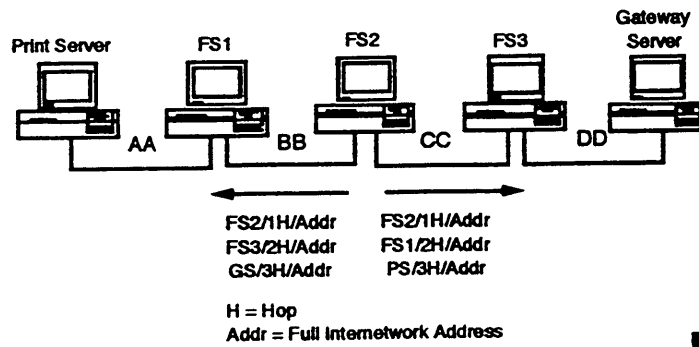 Gateway
Print Server FS1 FS2 FS3 Server
AA BB CC DD
FS2/1H/Addr FS2/1H/Addr
FS3/2H/Addr FS1/2H/Addr
GS/3H/Addr PS/3H/Addr
H = Hop
Addr = Full Internetwork Address